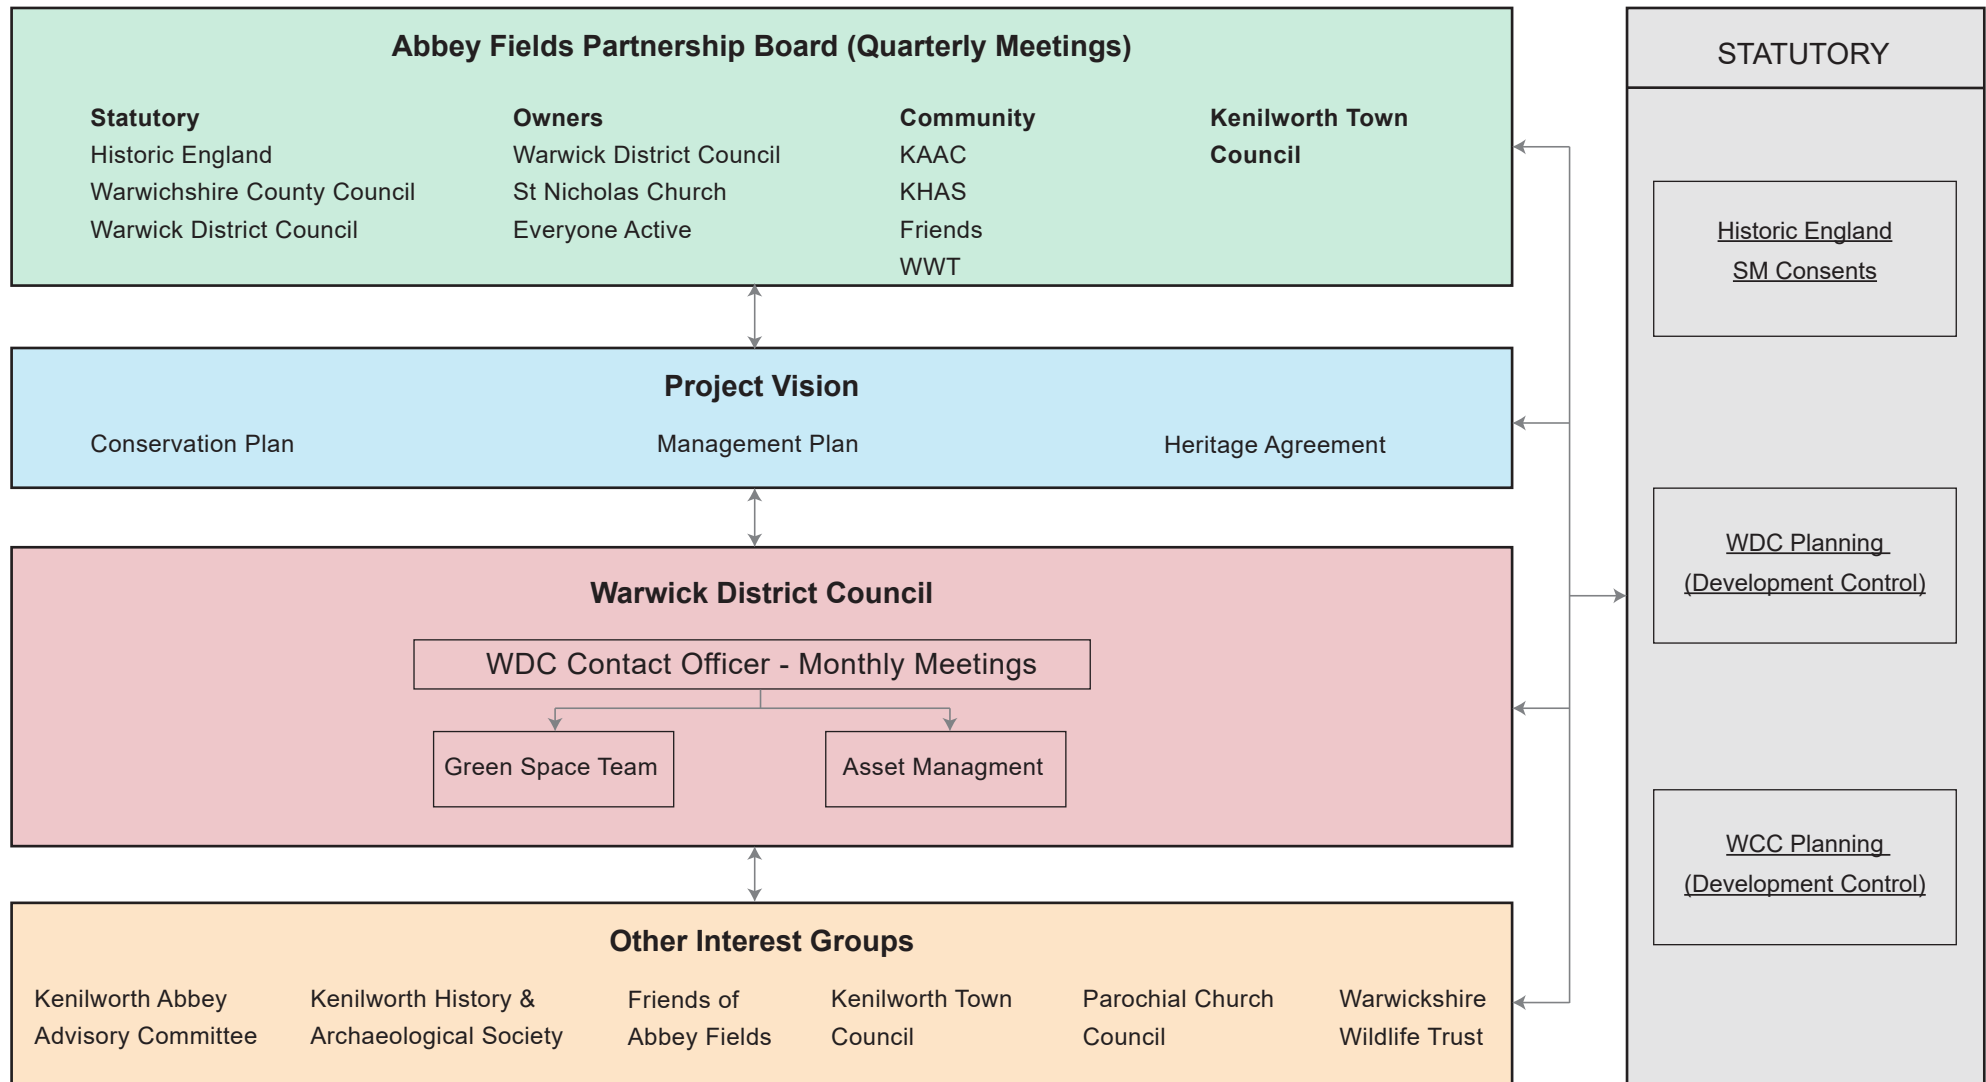 Abbey Fields Partnership Board (Quarterly Meetings)
Statutory
Historic England
Warwichshire County Council
Warwick District Council
Owners
Warwick District Council
St Nicholas Church
Everyone Active
Community
KAAC
KHAS
Friends
WWT
Kenilworth Town
Council
Project Vision
Conservation Plan
Management Plan
Heritage Agreement
Warwick District Council
WDC Contact Officer - Monthly Meetings
Green Space Team
Asset Managment
Other Interest Groups
Kenilworth Abbey
Advisory Committee
Kenilworth History &
Archaeological Society
Friends of
Abbey Fields
Kenilworth Town
Council
Parochial Church
Council
Warwickshire
Wildlife Trust
STATUTORY
Historic England
SM Consents
WDC Planning
(Development Control)
WCC Planning
(Development Control)